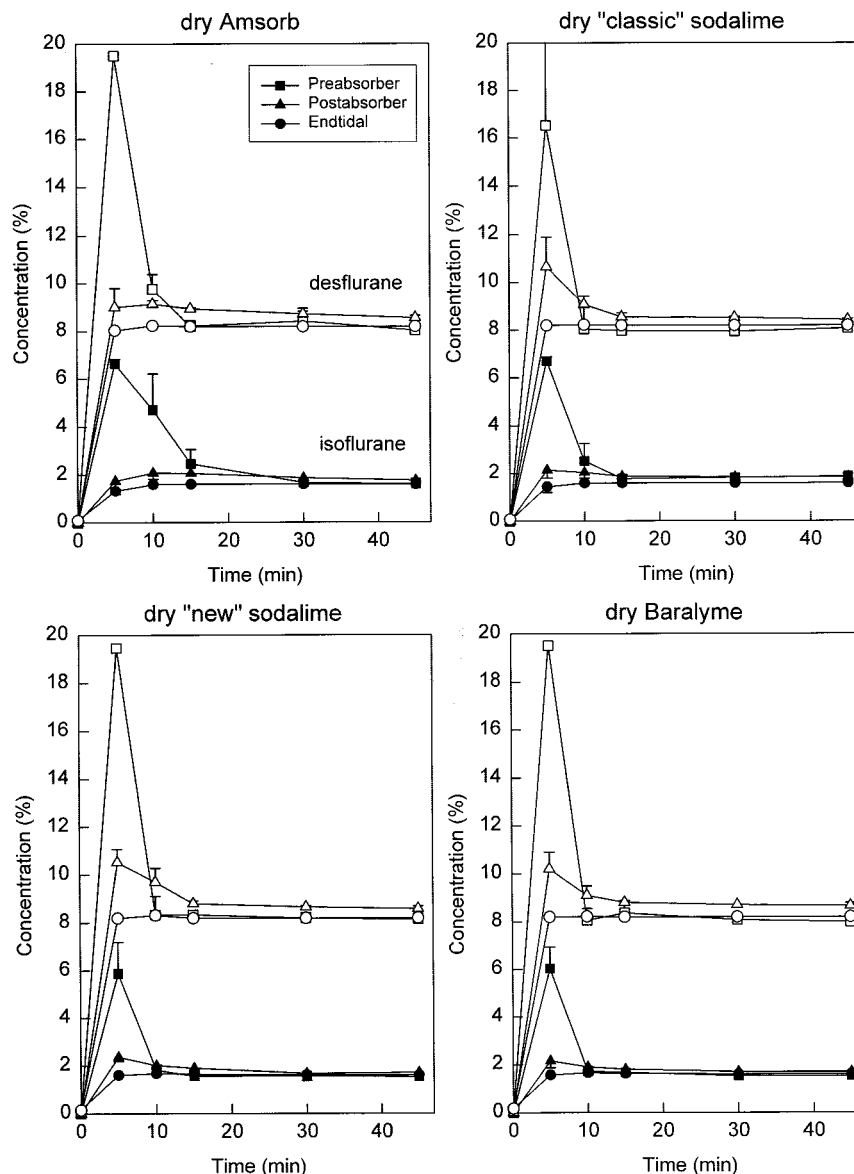 dry Amsorb
20
18
16
14
12
10
8
6
4
2
0
Concentration (%)
Preabsorber
Postabsorber
Endtidal
desflurane
isoflurane
0 10 20 30 40
Time (min)
dry "classic" sodalime
20
18
16
14
12
10
8
6
4
2
0
Concentration (%)
0 10 20 30 40
Time (min)
dry "new" sodalime
20
18
16
14
12
10
8
6
4
2
0
Concentration (%)
0 10 20 30 40
Time (min)
dry Baralyme
20
18
16
14
12
10
8
6
4
2
0
Concentration (%)
0 10 20 30 40
Time (min)